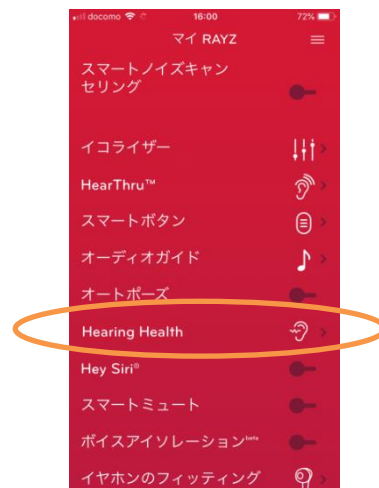 docomo 16:00 72%
マイ RAYZ
スマートノイズキャン
セリング
イコライザー
HearThru™
スマートボタン
オーディオガイド
オートポーズ
Hearing Health
Hey Siri®
スマートミュート
ボイスアイソレーションbeta
イヤホンのフィッティング